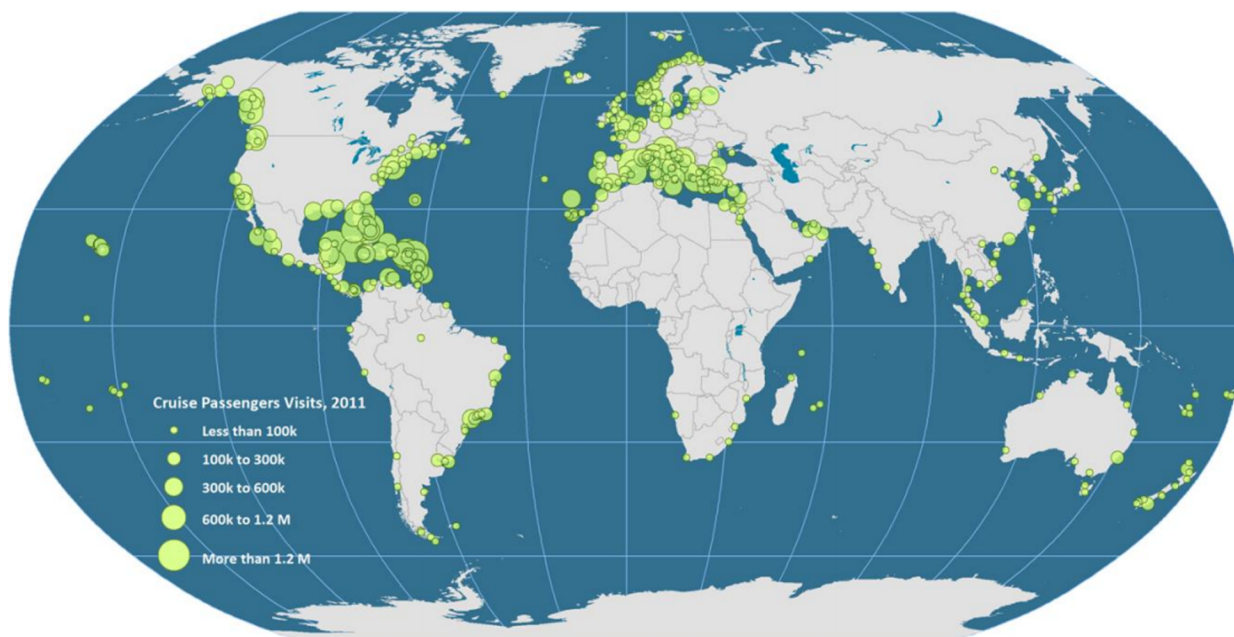 Cruise Passengers Visits, 2011
Less than 100k
100k to 300k
300k to 600k
600k to 1.2 M
More than 1.2 M